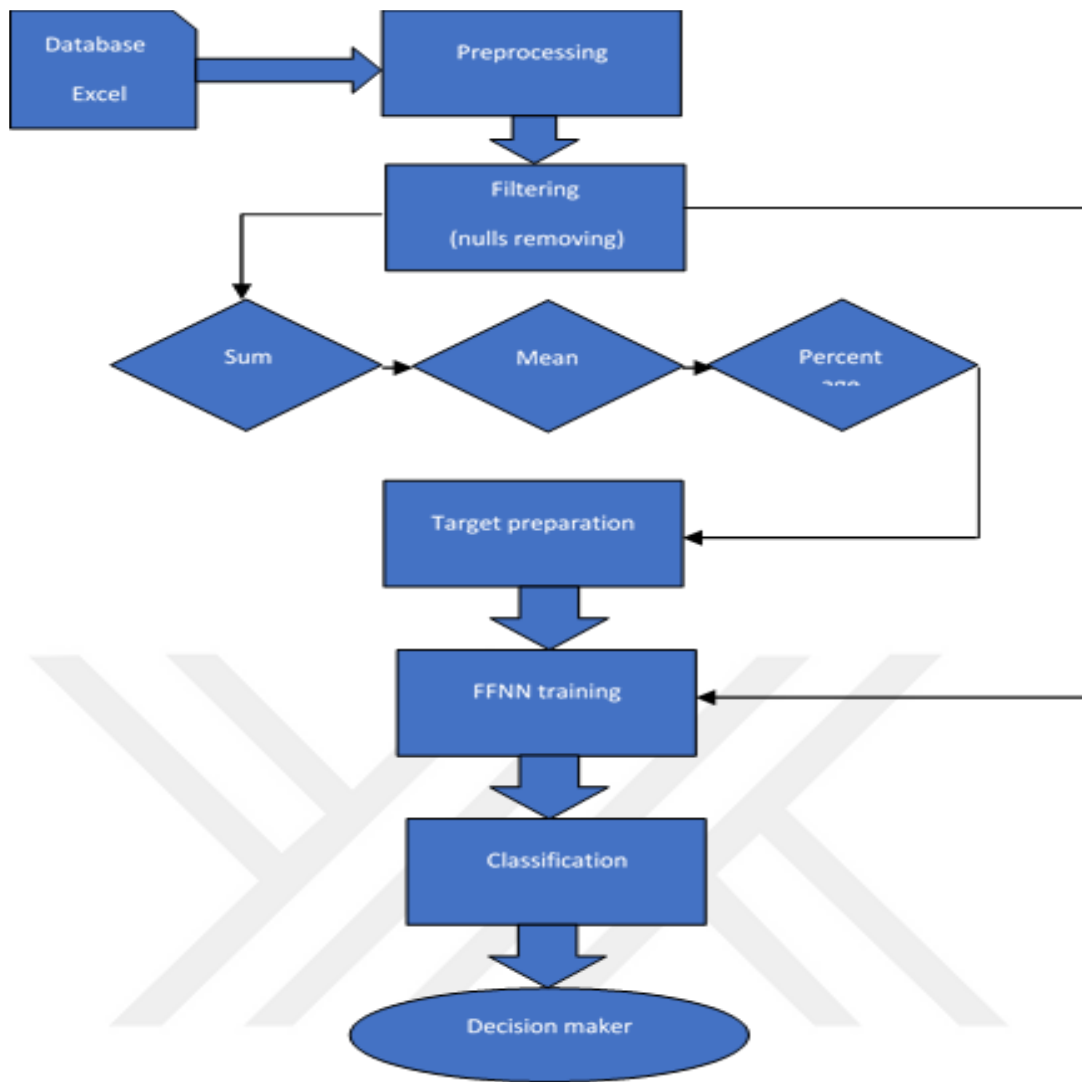 Database
Excel
Preprocessing
Filtering
(nulls removing)
Sum
Mean
Percent
Target preparation
FFNN training
Classification
Decision maker